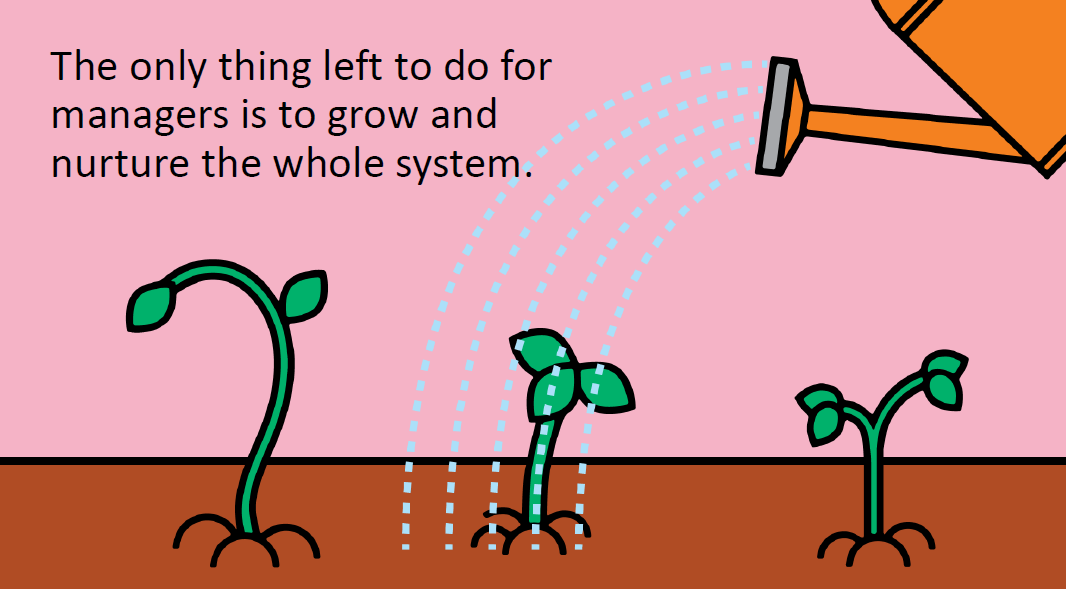 The only thing left to do for
managers is to grow and
nurture the whole system.